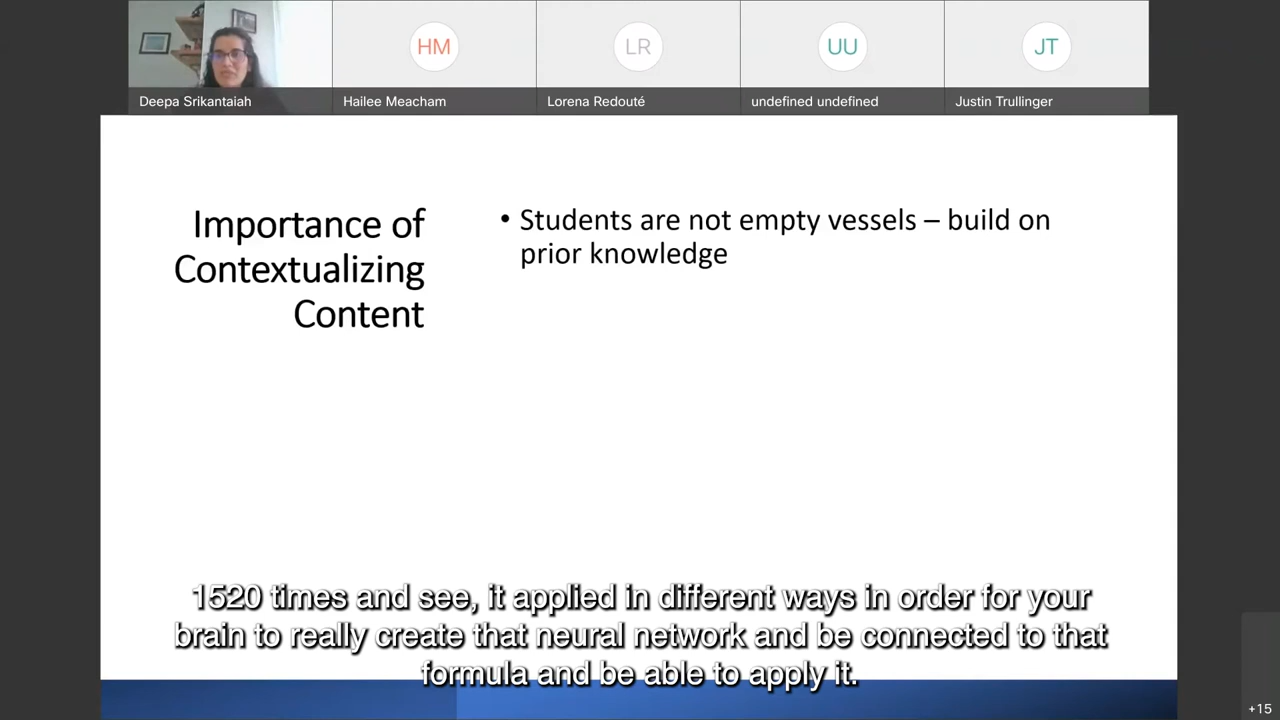 HM
LR
UU
JT
Deepa Srikantaiah
Hailee Meacham
Lorena Redouté
undefined undefined
Justin Trullinger
Importance of
Contextualizing
Content
• Students are not empty vessels – build on
prior knowledge
1520 times and see, it applied in different ways in order for your
brain to really create that neural network and be connected to that
formula and be able to apply it.
+15